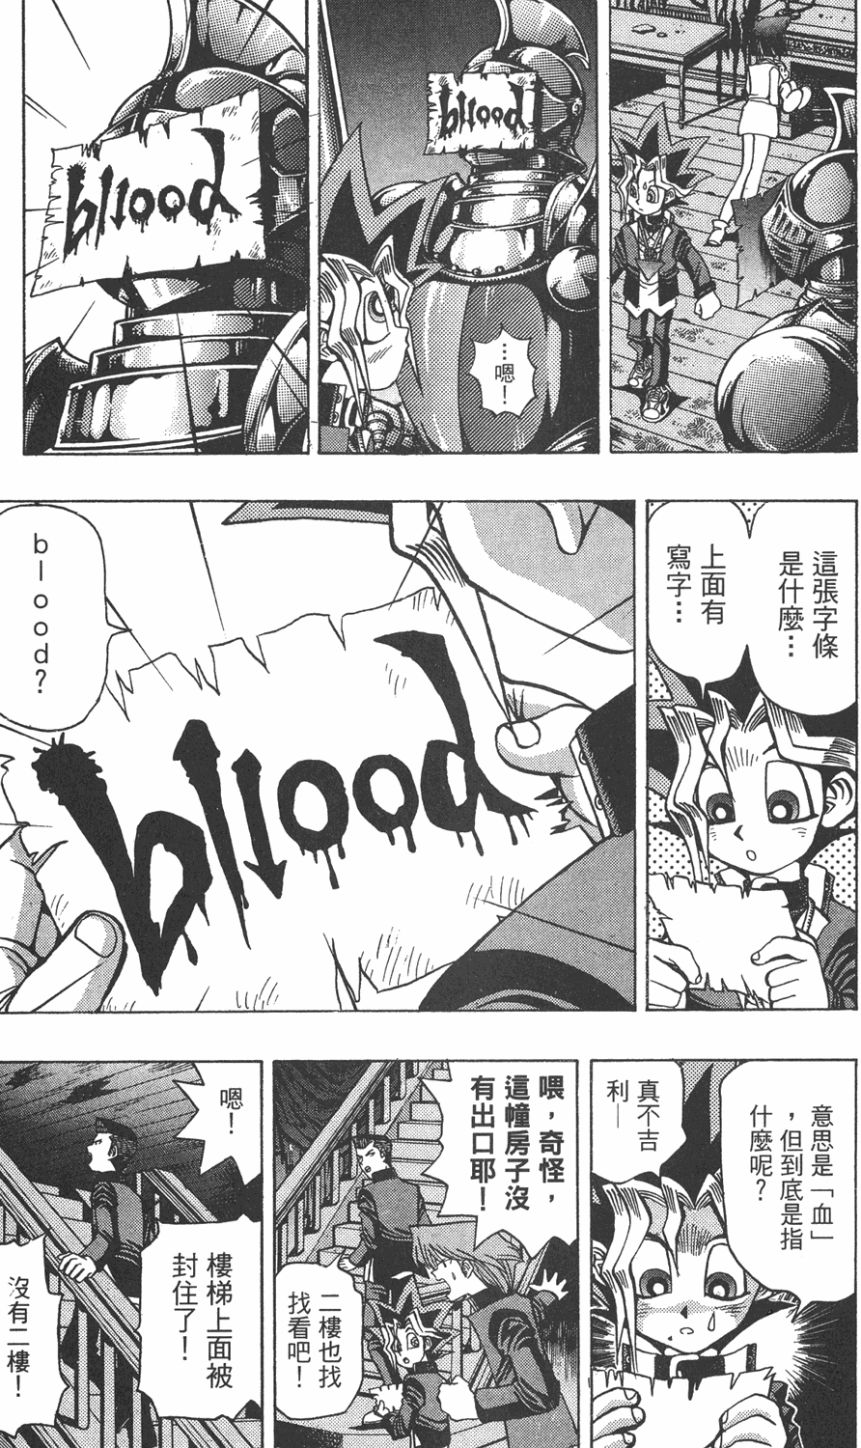 blood
…嗯！
blood
這張字條
是什麼…
上面有
寫字…
blood
blood?
意思是「血」
，但到底是指
什麼呢？
真不吉
利—
喂，奇怪，
這幢房子沒
有出口耶！
二樓也找
找看吧！
嗯！
樓梯上面被
封住了！
沒有二樓！